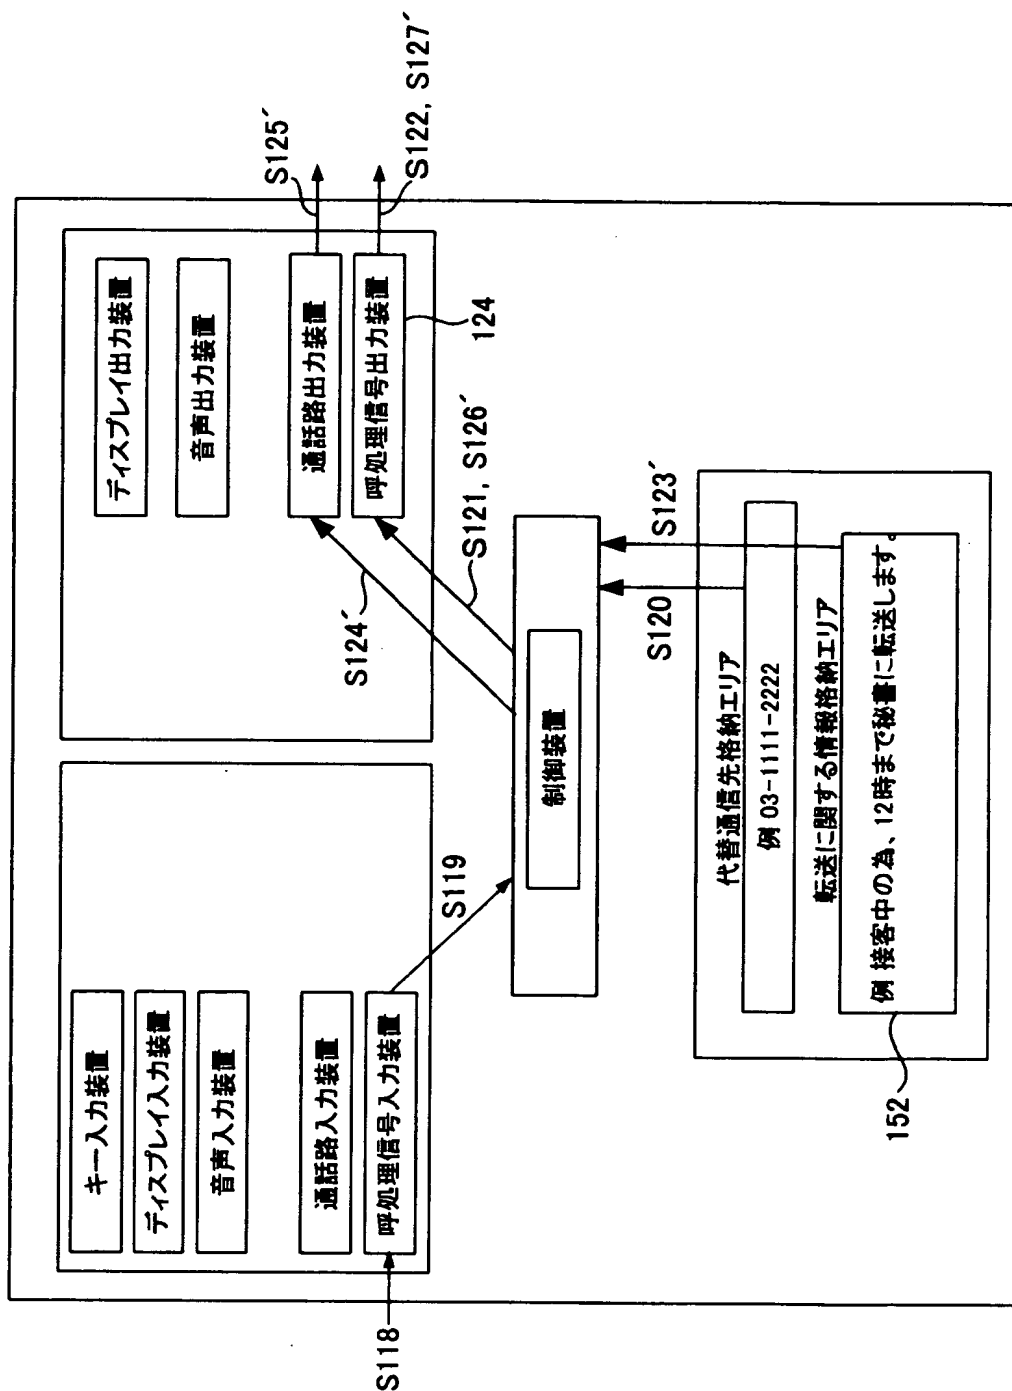 S118
キー入力装置
ディスプレイ入力装置
音声入力装置
通話路入力装置
呼処理信号入力装置
S119
ディスプレイ出力装置
音声出力装置
通話路出力装置
呼処理信号出力装置
124
S125´
S122, S127´
S124´
S121, S126´
制御装置
S120
S123´
代替通信先格納エリア
例 03-1111-2222
転送に関する情報格納エリア
例 接客中の為、12時まで秘書に転送します。
152